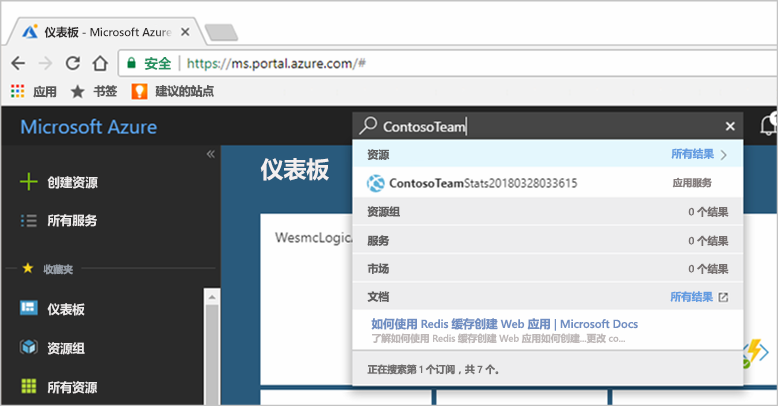 仪表板 - Microsoft Azure
安全 https://ms.portal.azure.com/#
应用 书签 建议的站点
Microsoft Azure
ContosoTeam
资源 所有结果
ContosoTeamStats20180328033615 应用服务
资源组 0 个结果
服务 0 个结果
市场 0 个结果
文档 所有结果
如何使用 Redis 缓存创建 Web 应用 | Microsoft Docs
了解如何使用 Redis 缓存创建 Web 应用如何创建...更改 co...
正在搜索第 1 个订阅，共 7 个。
创建资源
所有服务
收藏夹
仪表板
资源组
所有资源
仪表板